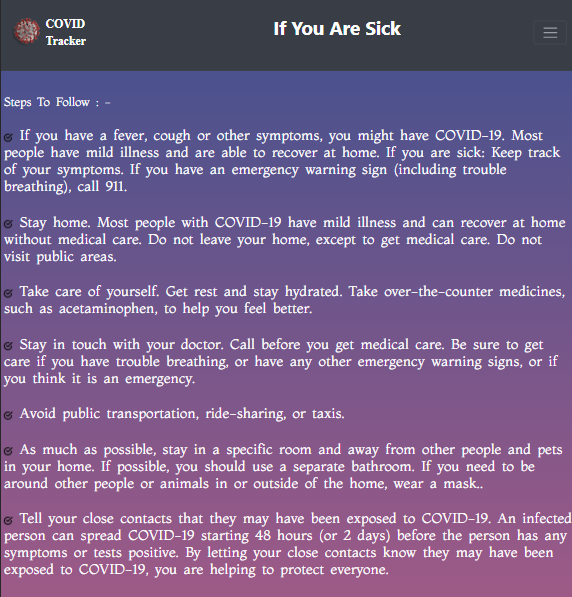 COVID
Tracker
If You Are Sick
Steps To Follow : -
If you have a fever, cough or other symptoms, you might have COVID-19. Most
people have mild illness and are able to recover at home. If you are sick: Keep track
of your symptoms. If you have an emergency warning sign (including trouble
breathing), call 911.
Stay home. Most people with COVID-19 have mild illness and can recover at home
without medical care. Do not leave your home, except to get medical care. Do not
visit public areas.
Take care of yourself. Get rest and stay hydrated. Take over-the-counter medicines,
such as acetaminophen, to help you feel better.
Stay in touch with your doctor. Call before you get medical care. Be sure to get
care if you have trouble breathing, or have any other emergency warning signs, or if
you think it is an emergency.
Avoid public transportation, ride-sharing, or taxis.
As much as possible, stay in a specific room and away from other people and pets
in your home. If possible, you should use a separate bathroom. If you need to be
around other people or animals in or outside of the home, wear a mask..
Tell your close contacts that they may have been exposed to COVID-19. An infected
person can spread COVID-19 starting 48 hours (or 2 days) before the person has any
symptoms or tests positive. By letting your close contacts know they may have been
exposed to COVID-19, you are helping to protect everyone.